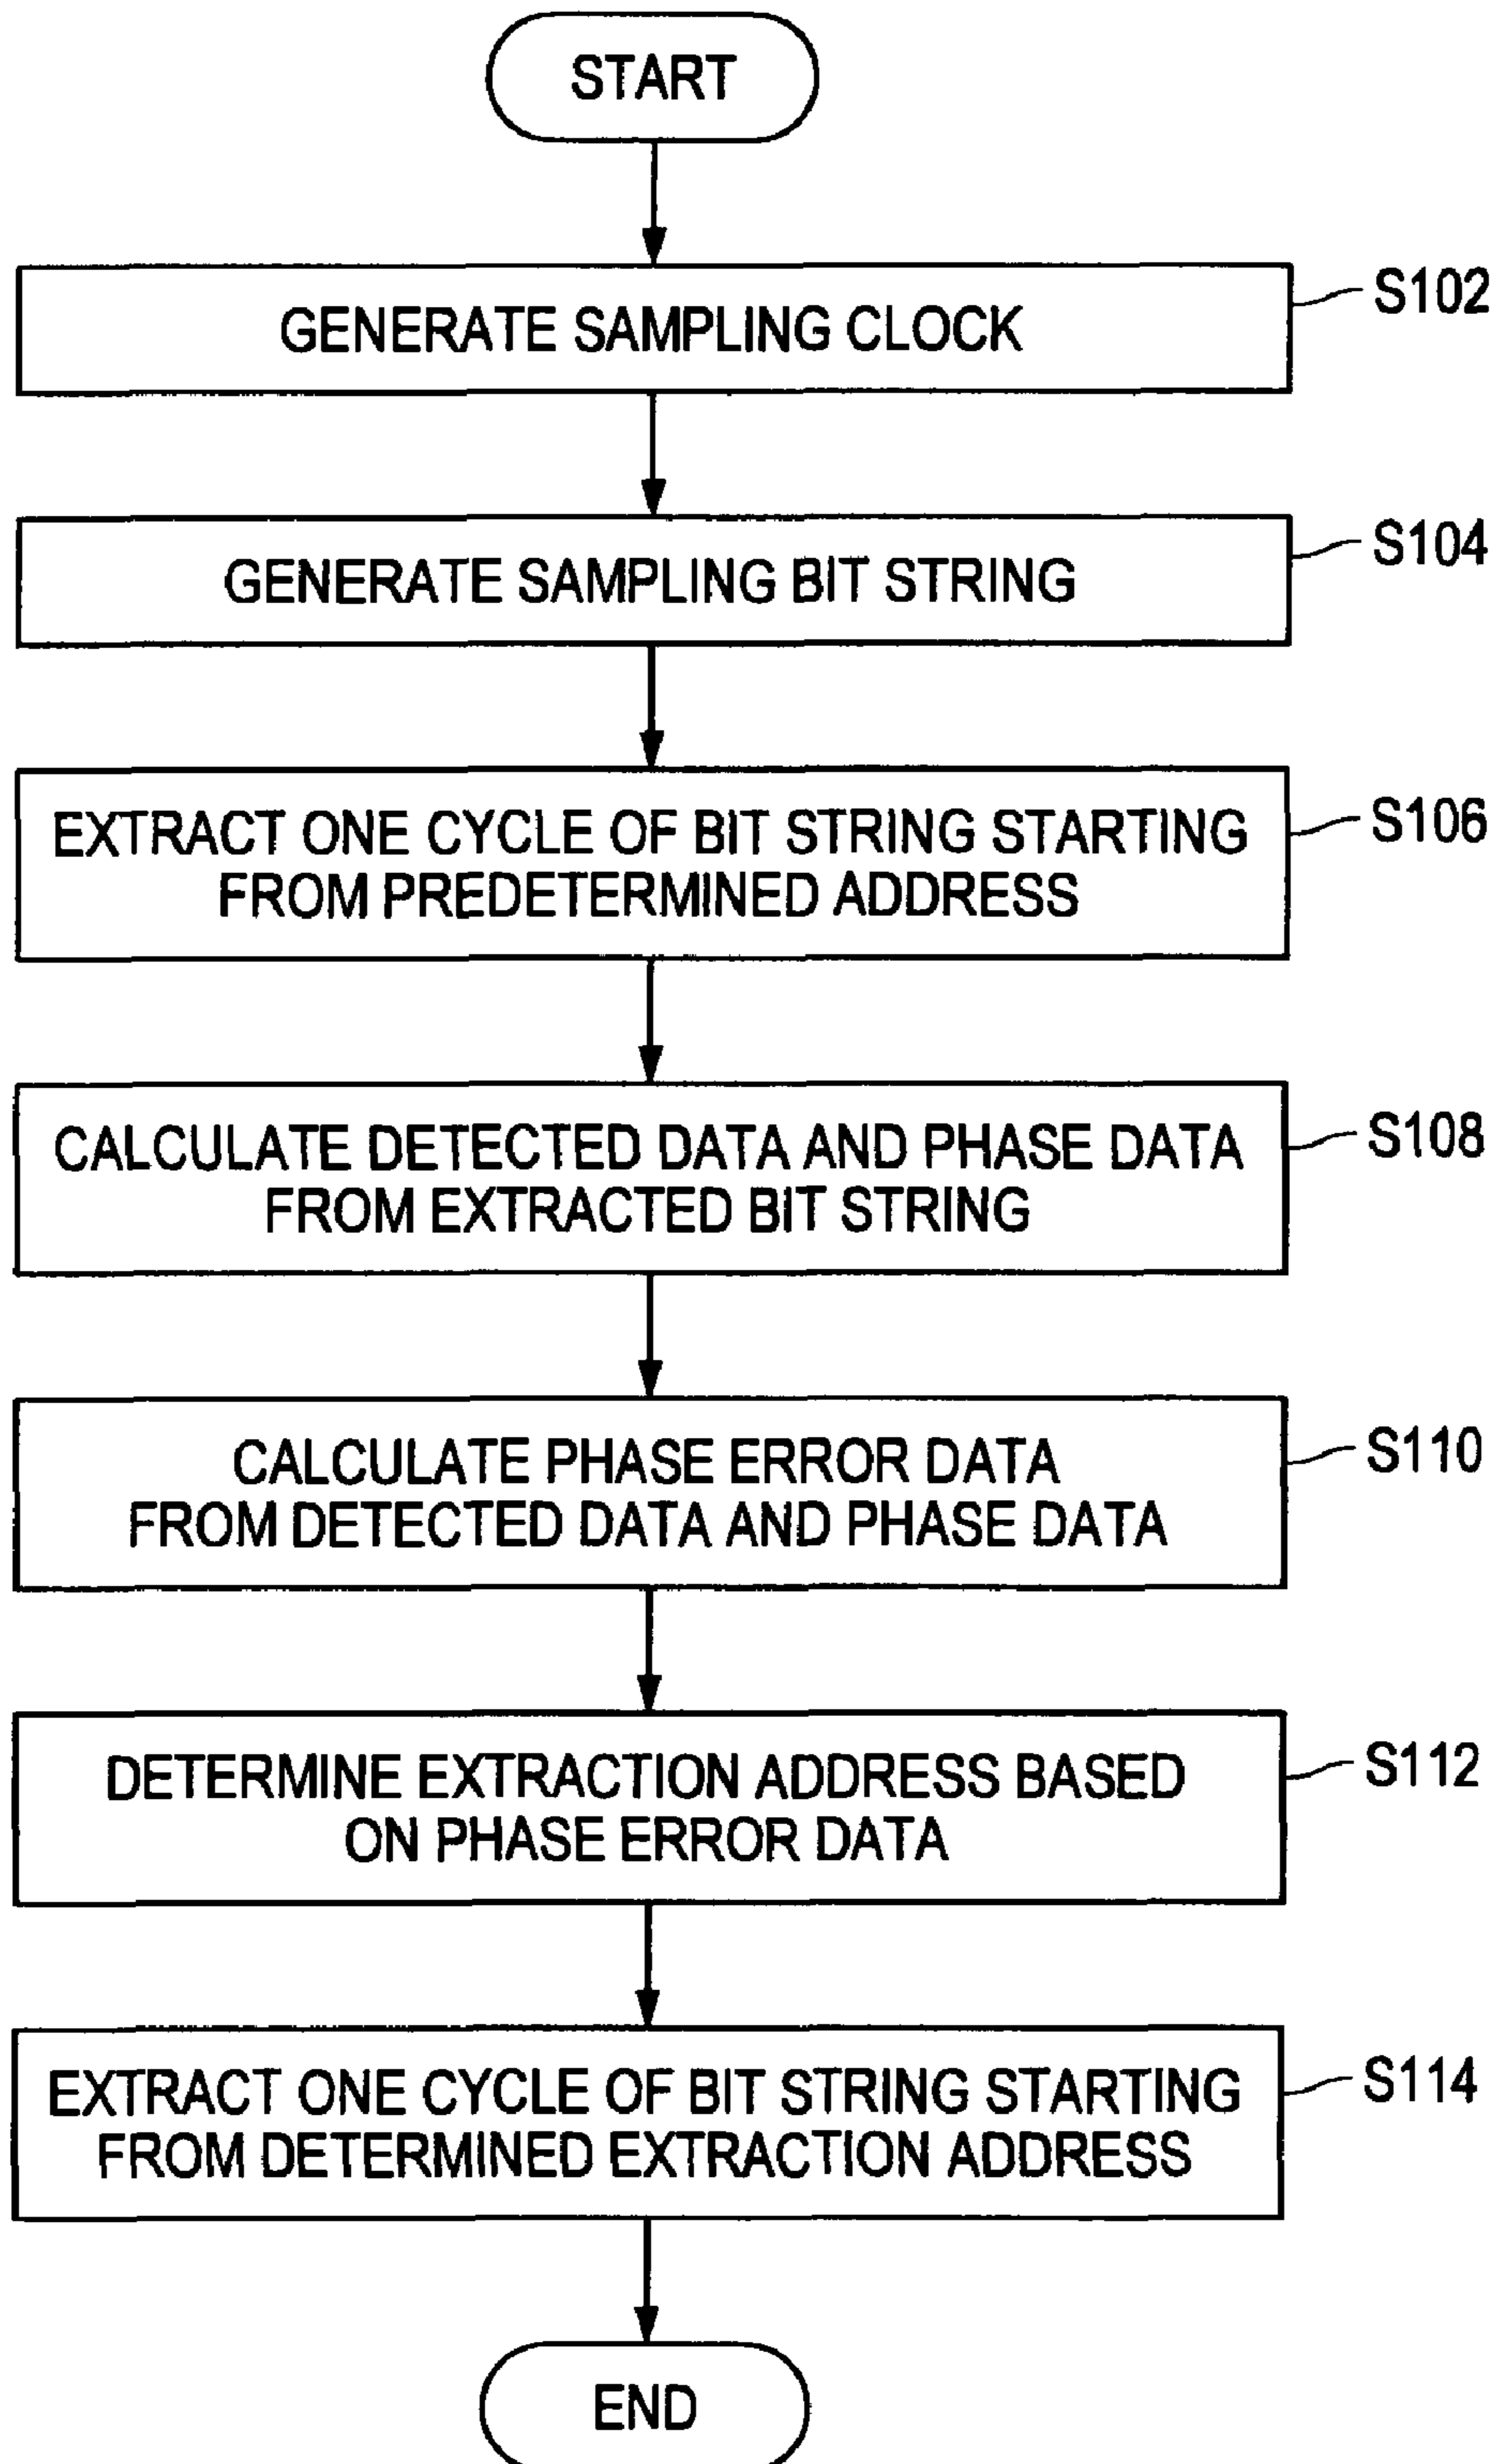 START
GENERATE SAMPLING CLOCK
S102
GENERATE SAMPLING BIT STRING
S104
EXTRACT ONE CYCLE OF BIT STRING STARTING
FROM PREDETERMINED ADDRESS
S106
CALCULATE DETECTED DATA AND PHASE DATA
FROM EXTRACTED BIT STRING
S108
CALCULATE PHASE ERROR DATA
FROM DETECTED DATA AND PHASE DATA
S110
DETERMINE EXTRACTION ADDRESS BASED
ON PHASE ERROR DATA
S112
EXTRACT ONE CYCLE OF BIT STRING STARTING
FROM DETERMINED EXTRACTION ADDRESS
S114
END